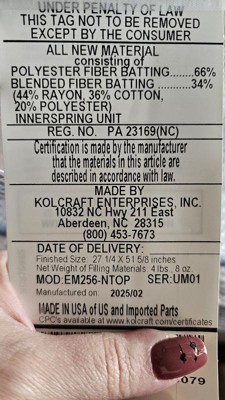 UNDER PENALTY OF LAW
THIS TAG NOT TO BE REMOVED
EXCEPT BY THE CONSUMER
ALL NEW MATERIAL
consisting of
POLYESTER FIBER BATTING........66%
BLENDED FIBER BATTING ............34%
(44% RAYON, 36% COTTON,
20% POLYESTER)
INNERSPRING UNIT
REG. NO. PA 23169(NC)
Certification is made by the manufacturer
that the materials in this article are
described in accordance with law.
MADE BY
KOLCRAFT ENTERPRISES, INC.
10832 NC Hwy 211 East
Aberdeen, NC 28315
(800) 453-7673
DATE OF DELIVERY:
Finished Size: 27 1/4 X 51 5/8 inches
Net Weight of Filling Materials: 4 lbs., 8 oz.
MOD:EM256-NTOP SER:UM01
Manufactured on: 2025/02
MADE IN USA of US and Imported Parts
CPC's available at www.kolcraft.com/certificates
079